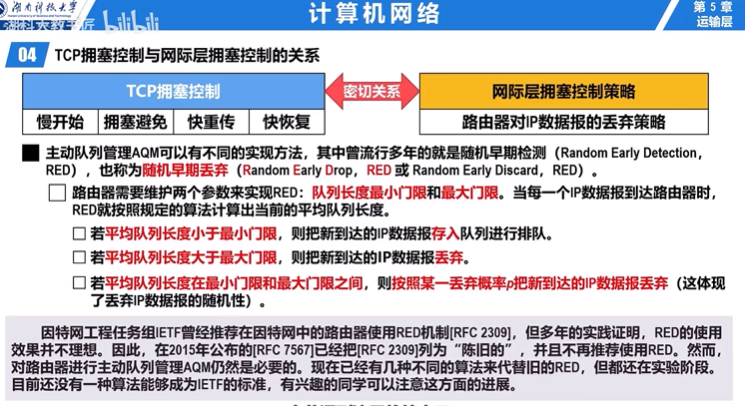 湖南科技大学
计算机网络
第 5 章
运输层
bilibili
04 TCP拥塞控制与网际层拥塞控制的关系
TCP拥塞控制
密切关系
网际层拥塞控制策略
慢开始 拥塞避免 快重传 快恢复
路由器对IP数据报的丢弃策略
主动队列管理AQM可以有不同的实现方法，其中曾流行多年的就是随机早期检测（Random Early Detection，
RED），也称为随机早期丢弃（Random Early Drop，RED 或 Random Early Discard，RED）。
路由器需要维护两个参数来实现RED：队列长度最小门限和最大门限。当每一个IP数据报到达路由器时，
RED就按照规定的算法计算出当前的平均队列长度。
若平均队列长度小于最小门限，则把新到达的IP数据报存入队列进行排队。
若平均队列长度大于最大门限，则把新到达的IP数据报丢弃。
若平均队列长度在最小门限和最大门限之间，则按照某一丢弃概率p把新到达的IP数据报丢弃（这体现
了丢弃IP数据报的随机性）。
因特网工程任务组IETF曾经推荐在因特网中的路由器使用RED机制[RFC 2309]，但多年的实践证明，RED的使用
效果并不理想。因此，在2015年公布的[RFC 7567]已经把[RFC 2309]列为“陈旧的”，并且不再推荐使用RED。然而，
对路由器进行主动队列管理AQM仍然是必要的。现在已经有几种不同的算法来代替旧的RED，但都还在实验阶段。
目前还没有一种算法能够成为IETF的标准，有兴趣的同学可以注意这方面的进展。